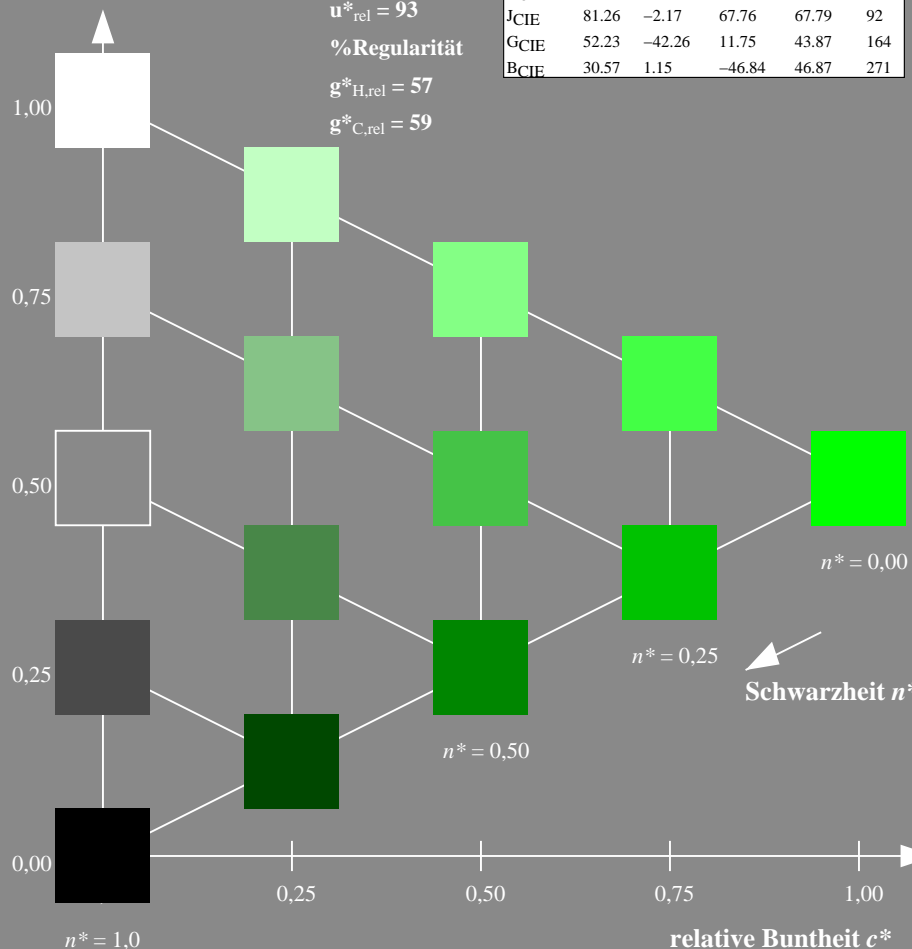 u*rel = 93
%Regularität
g*H,rel = 57
g*C,rel = 59
JCIE 81.26 −2.17 67.76 67.79 92
GCIE 52.23 −42.26 11.75 43.87 164
BCIE 30.57 1.15 −46.84 46.87 271
1,00
0,75
0,50
0,25
0,00
n* = 0,00
n* = 0,25
Schwarzheit n*
n* = 0,50
0,25 0,50 0,75 1,00
n* = 1,0
relative Buntheit c*